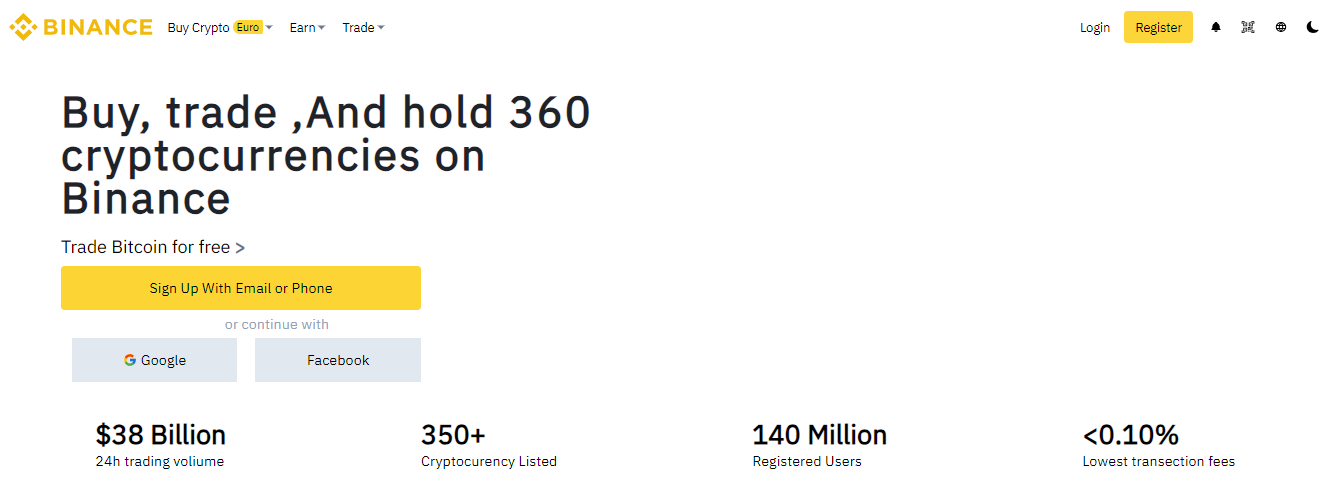 BINANCE Buy Crypto Euro Earn Trade Login Register
Buy, trade ,And hold 360
cryptocurrencies on
Binance
Trade Bitcoin for free >
Sign Up With Email or Phone
or continue with
Google Facebook
$38 Billion 350+ 140 Million <0.10%
24h trading voliume Cryptocurency Listed Registered Users Lowest transection fees